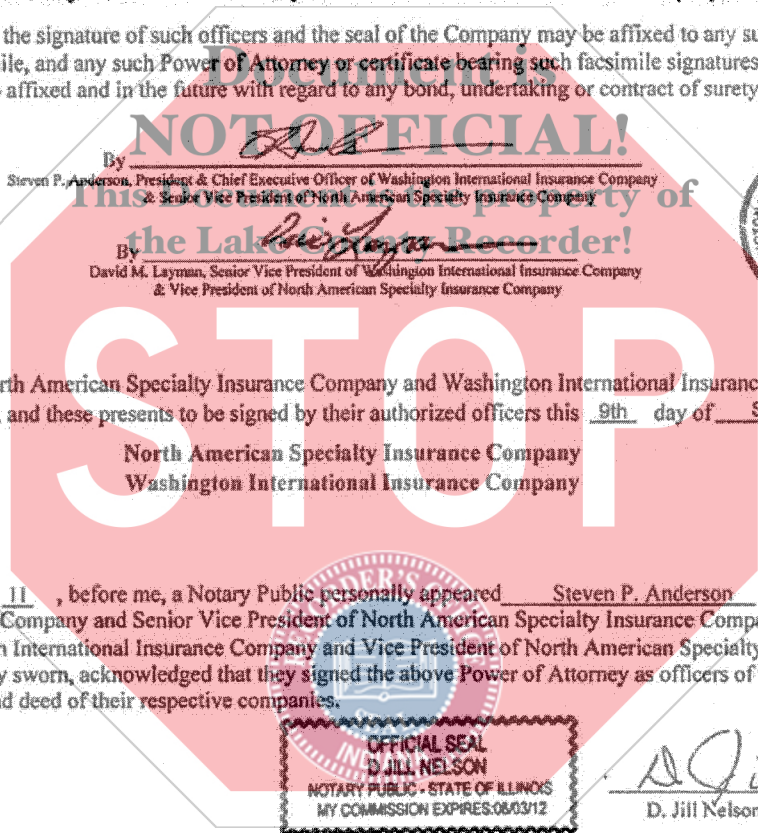 the signature of such officers and the seal of the Company may be affixed to any su
ile, and any such Power of Attorney or certificate bearing such facsimile signatures
affixed and in the future with regard to any bond, undertaking or contract of surety
Document is
NOT OFFICIAL!
This Document is the property of
the Lake County Recorder!
By
Steven P. Anderson, President & Chief Executive Officer of Washington International Insurance Company
& Senior Vice President of North American Specialty Insurance Company
By
David M. Layman, Senior Vice President of Washington International Insurance Company
& Vice President of North American Specialty Insurance Company
STOP
rth American Specialty Insurance Company and Washington International Insuranc
, and these presents to be signed by their authorized officers this 9th day of S
North American Specialty Insurance Company
Washington International Insurance Company
11 , before me, a Notary Public personally appeared Steven P. Anderson
Company and Senior Vice President of North American Specialty Insurance Compa
n International Insurance Company and Vice President of North American Specialty
y sworn, acknowledged that they signed the above Power of Attorney as officers of
nd deed of their respective companies.
RECORDER'S OFFICE
SEAL
INDIANA
OFFICIAL SEAL
D JILL NELSON
NOTARY PUBLIC - STATE OF ILLINOIS
MY COMMISSION EXPIRES:06/03/12
D. Jill Nelson